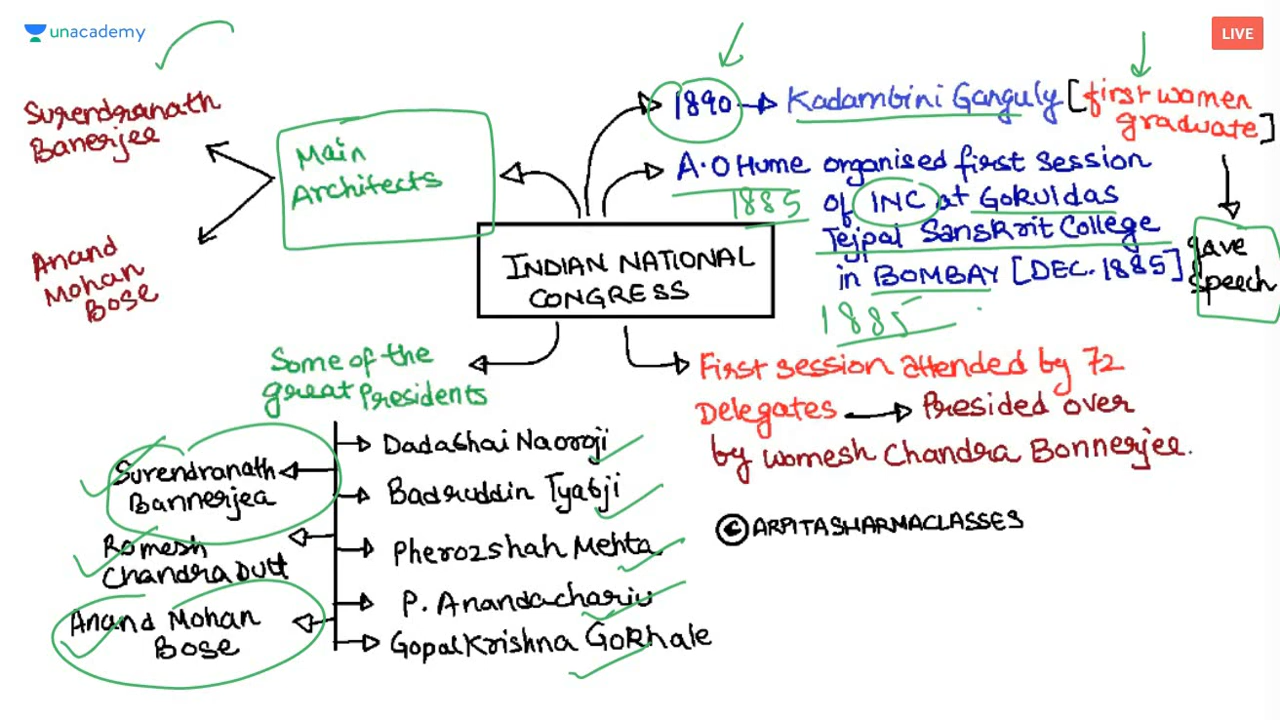 unacademy
LIVE
Surendranath
Banerjee
Anand
Mohan
Bose
Main
Architects
1890 → Kadambini Ganguly [first women
graduate]
gave
speech
A.O Hume organised first session
1885
of INC at GOKULdas
Tejpal SansKrit College
in BOMBAY [DEC. 1885]
1885
INDIAN NATIONAL
CONGRESS
Some of the
great Presidents
Dadashai Naoroji
Badruddin Tyabji
Pherozshah Mehta
P. Anandachariu
GopalKrishna GoKhale
Surendranath
Bannerjea
Romesh
Chandra Dutt
Anand Mohan
Bose
First session attended by 72
Delegates → Presided over
by womesh Chandra Bonnerjee.
©ARPITASHARMACLASSES